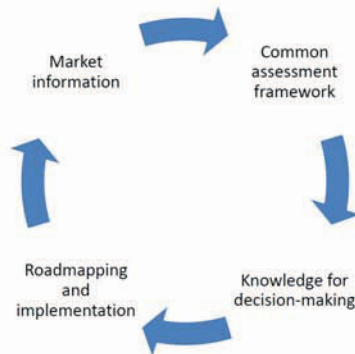 Market
information
Common
assessment
framework
Knowledge for
decision-making
Roadmapping
and
implementation